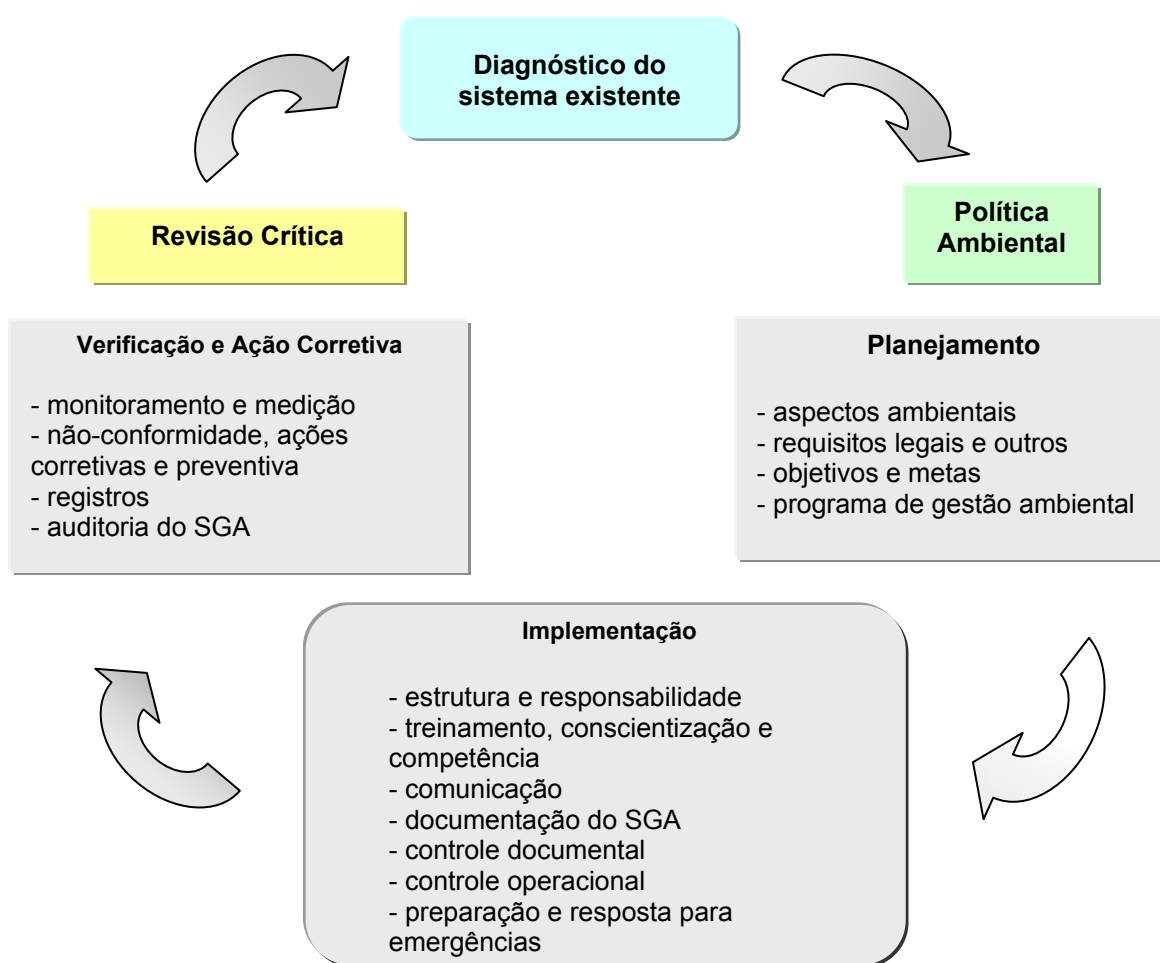 Diagnóstico do
sistema existente
Política
Ambiental
Revisão Crítica
Verificação e Ação Corretiva
- monitoramento e medição
- não-conformidade, ações
corretivas e preventiva
- registros
- auditoria do SGA
Planejamento
- aspectos ambientais
- requisitos legais e outros
- objetivos e metas
- programa de gestão ambiental
Implementação
- estrutura e responsabilidade
- treinamento, conscientização e
competência
- comunicação
- documentação do SGA
- controle documental
- controle operacional
- preparação e resposta para
emergências